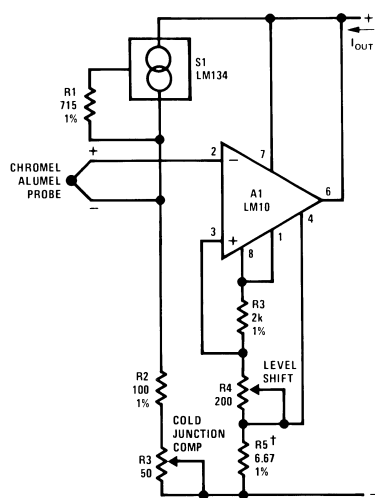 +
I OUT
S1
LM134
R1
715
1%
+
CHROMEL
ALUMEL
PROBE
−
2
−
7
A1
LM10
6
4
3
+
1
8
R3
2k
1%
LEVEL
SHIFT
R4
200
R2
100
1%
COLD
JUNCTION
COMP
R3
50
R5†
6.67
1%
−